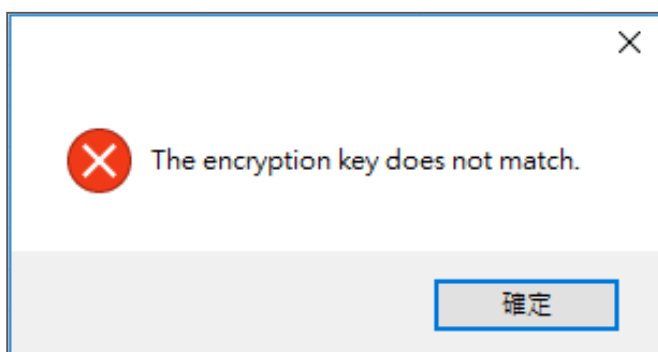 The encryption key does not match.
確定